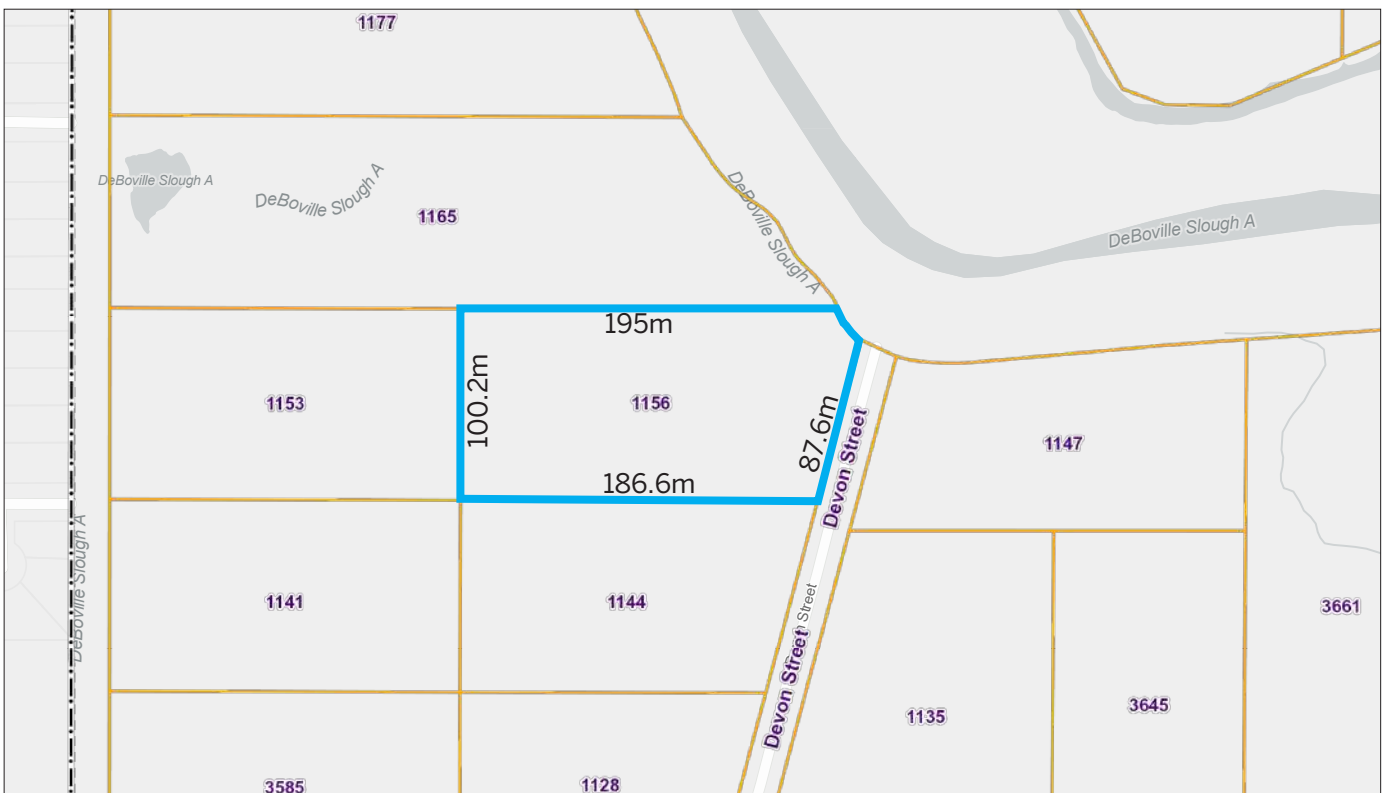 1177
DeBoville Slough A
DeBoville Slough A
DeBoville Slough A
1165
DeBoville Slough A
195m
100.2m
1153
1156
87.6m
Devon Street
1147
186.6m
DeBoville Slough A
1141
1144
Street
3661
Devon Street
1135
3645
3585
1128